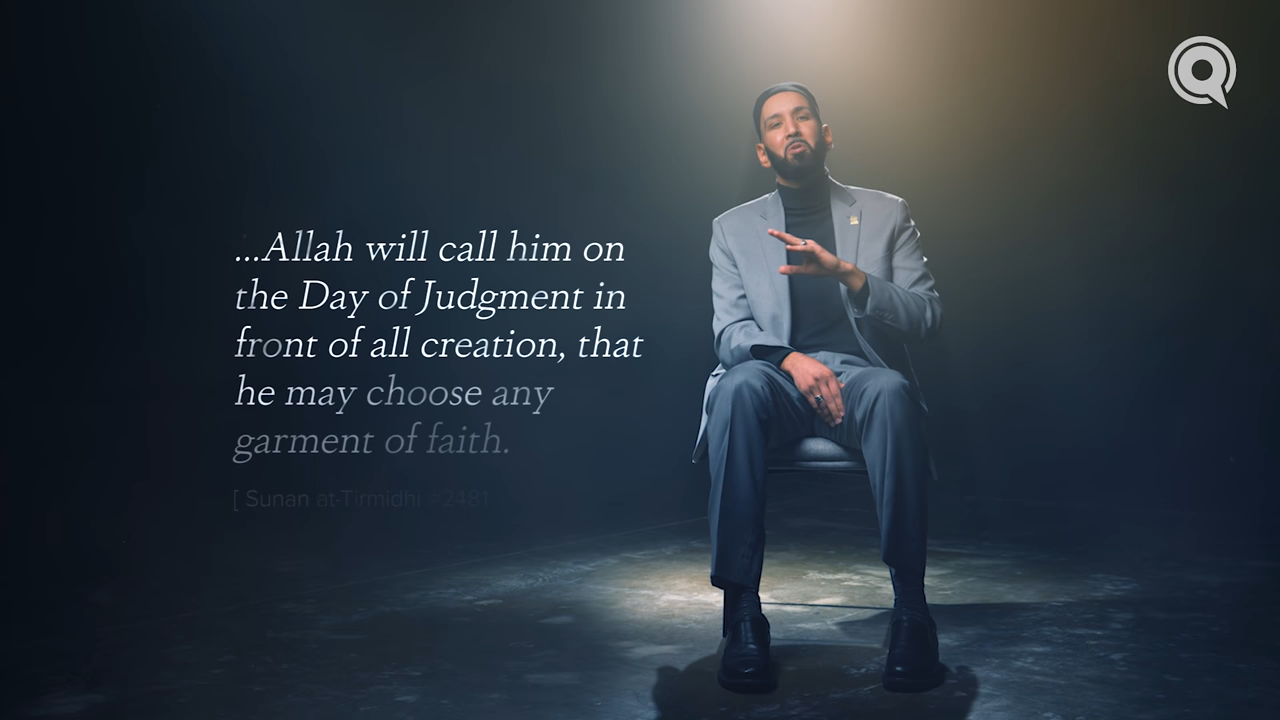 ...Allah will call him on
the Day of Judgment in
front of all creation, that
he may choose any
garment of faith.
[ Sunan at-Tirmidhi #2481